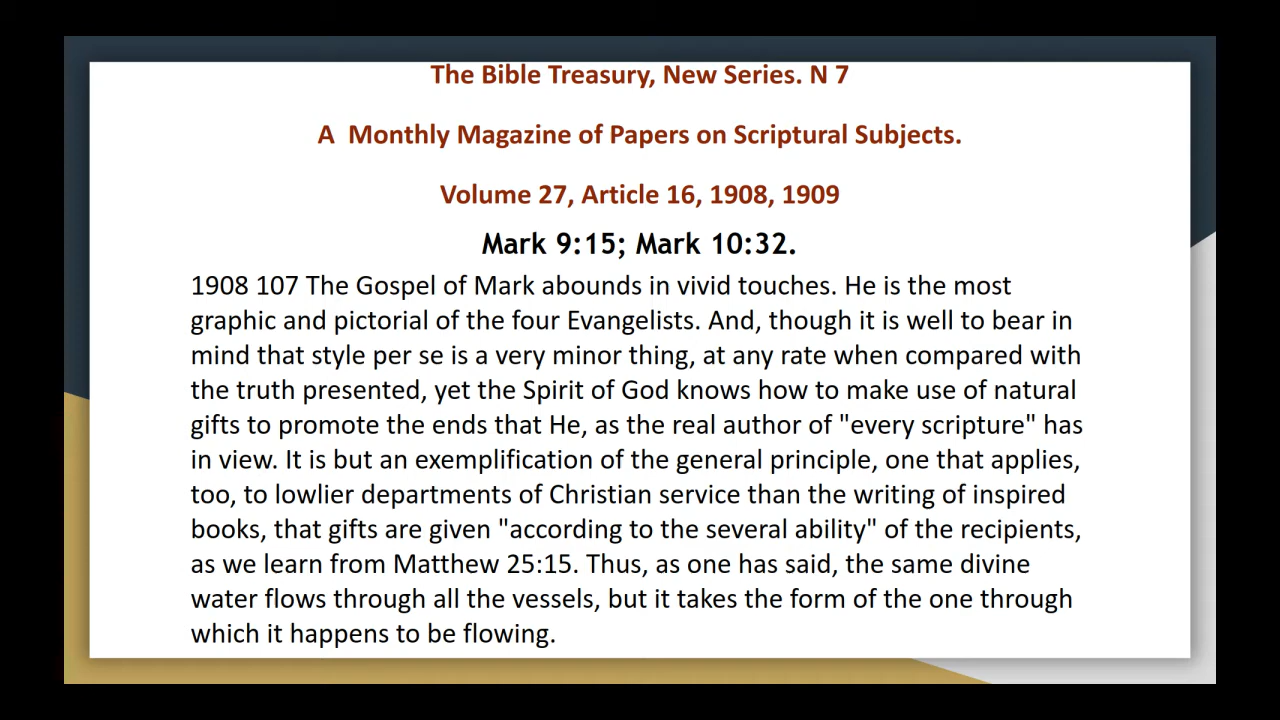 The Bible Treasury, New Series. N 7
A  Monthly Magazine of Papers on Scriptural Subjects.
Volume 27, Article 16, 1908, 1909
Mark 9:15; Mark 10:32.
1908 107 The Gospel of Mark abounds in vivid touches. He is the most
graphic and pictorial of the four Evangelists. And, though it is well to bear in
mind that style per se is a very minor thing, at any rate when compared with
the truth presented, yet the Spirit of God knows how to make use of natural
gifts to promote the ends that He, as the real author of "every scripture" has
in view. It is but an exemplification of the general principle, one that applies,
too, to lowlier departments of Christian service than the writing of inspired
books, that gifts are given "according to the several ability" of the recipients,
as we learn from Matthew 25:15. Thus, as one has said, the same divine
water flows through all the vessels, but it takes the form of the one through
which it happens to be flowing.